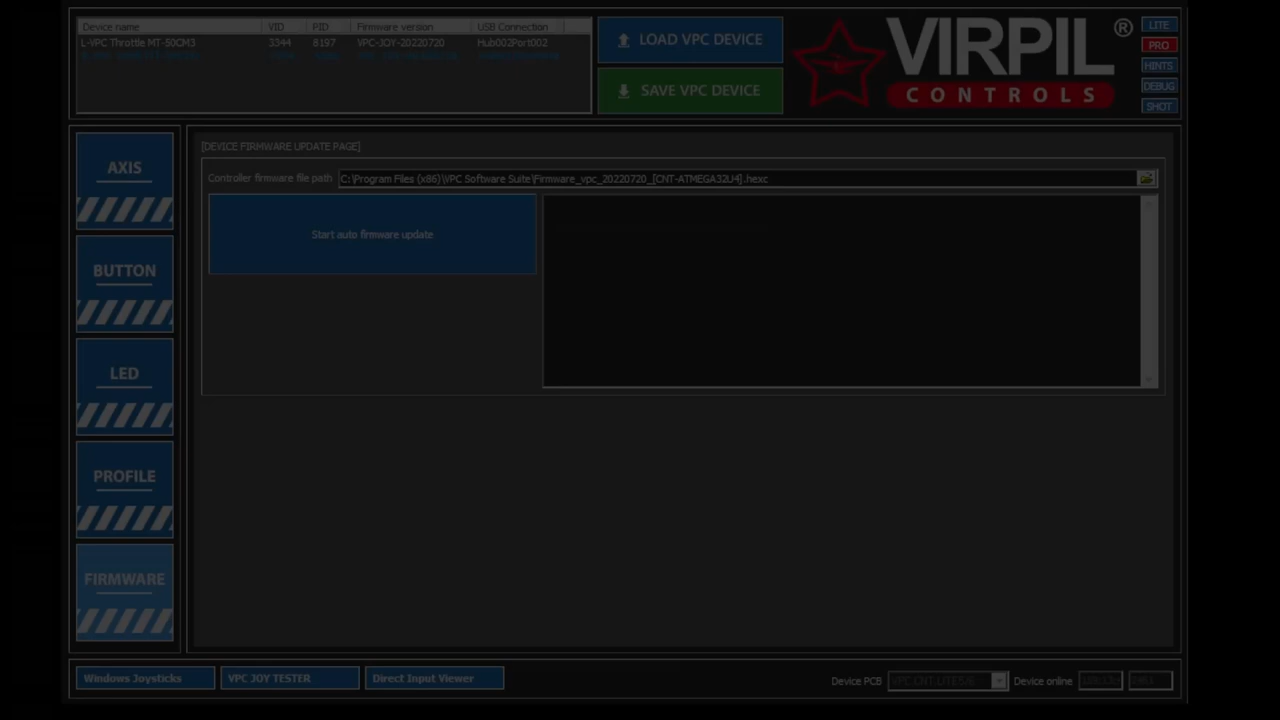 Device name VID PID Firmware version USB Connection
L-VPC Throttle MT-50CM3 3344 8197 VPC-JOY-20220720 Hub002Port002
LOAD VPC DEVICE
SAVE VPC DEVICE
VIRPIL ®
CONTROLS
LITE
PRO
HINTS
DEBUG
SHOT
AXIS
BUTTON
LED
PROFILE
FIRMWARE
[DEVICE FIRMWARE UPDATE PAGE]
Controller firmware file path C:\Program Files (x86)\VPC Software Suite\Firmware_vpc_20220720_[CNT-ATMEGA32U4].hexc
Start auto firmware update
Windows Joysticks VPC JOY TESTER Direct Input Viewer
Device PCB Device online